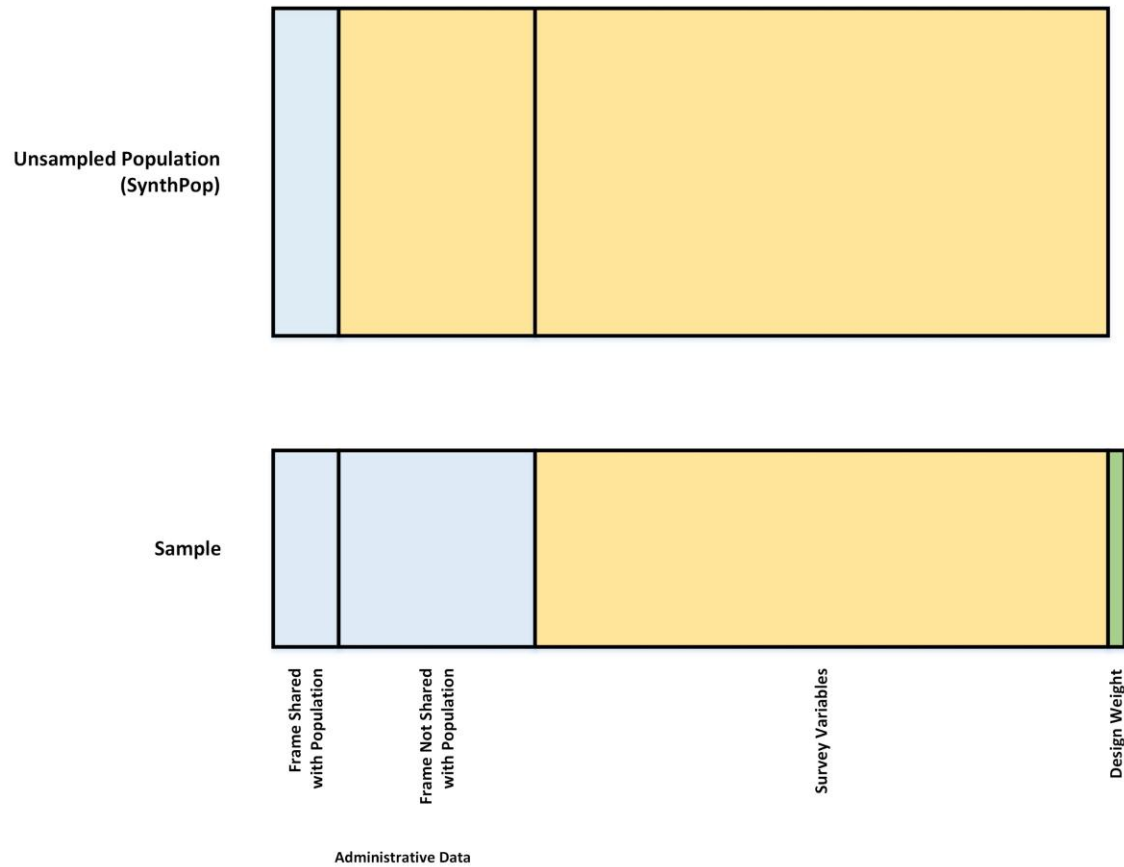 Unsampled Population
(SynthPop)
Sample
Frame Shared
with Population
Frame Not Shared
with Population
Survey Variables
Design Weight
Administrative Data